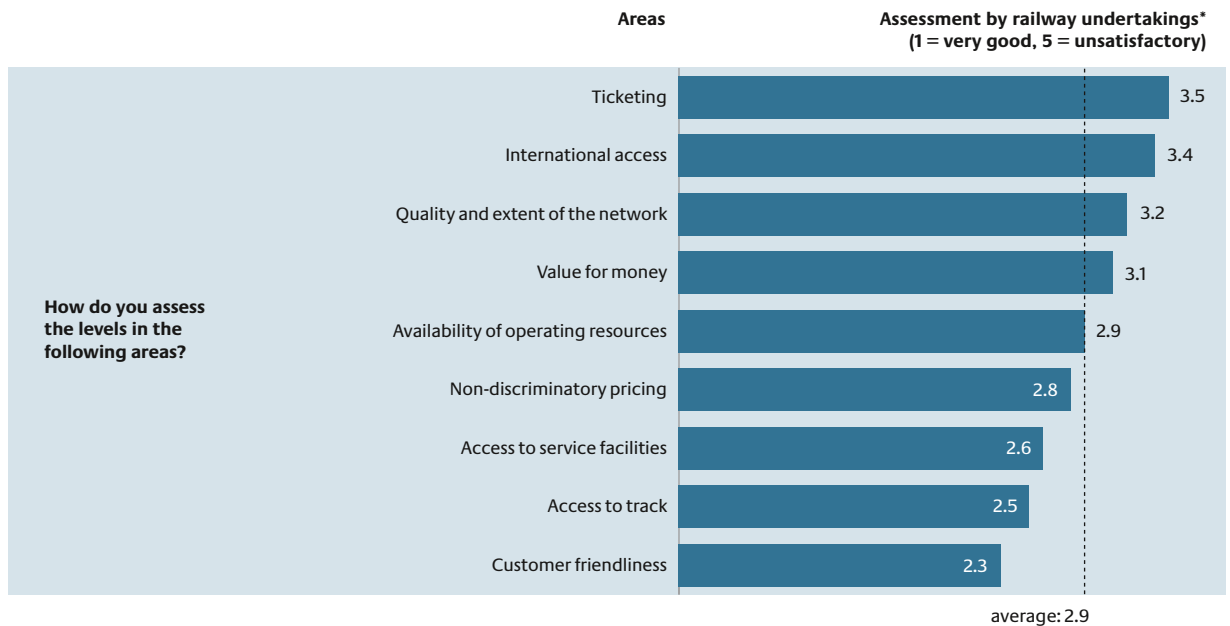 Areas
Assessment by railway undertakings*
(1 = very good, 5 = unsatisfactory)
How do you assess
the levels in the
following areas?
Ticketing 3.5
International access 3.4
Quality and extent of the network 3.2
Value for money 3.1
Availability of operating resources 2.9
Non-discriminatory pricing 2.8
Access to service facilities 2.6
Access to track 2.5
Customer friendliness 2.3
average: 2.9